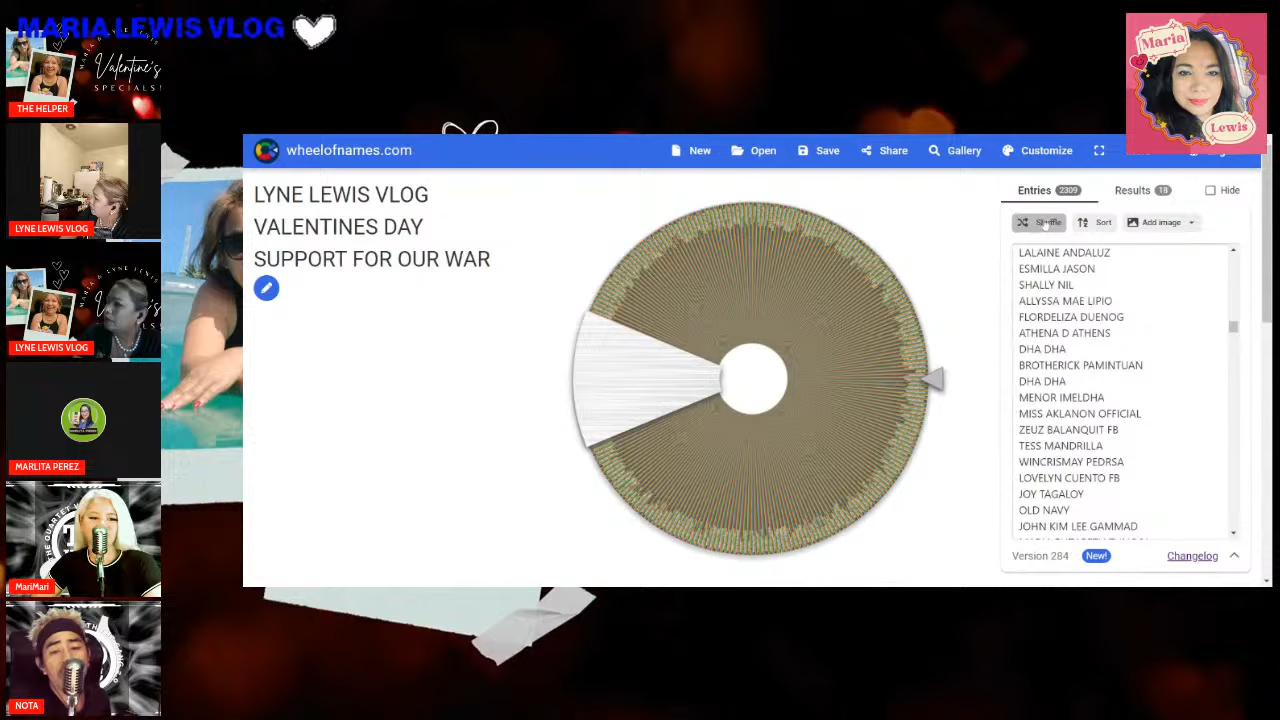 MARIA LEWIS VLOG
Maria
Lewis
Valentine's
SPECIALS!
THE HELPER
LYNE LEWIS VLOG
LYNE LEWIS VLOG
MARLITA PEREZ
MariMari
NOTA
wheelofnames.com
New
Open
Save
Share
Gallery
Customize
LYNE LEWIS VLOG
VALENTINES DAY
SUPPORT FOR OUR WAR
Entries 2309
Results 18
Hide
Shuffle
Sort
Add image
LALAINE ANDALUZ
ESMILLA JASON
SHALLY NIL
ALLYSSA MAE LIPIO
FLORDELIZA DUENOG
ATHENA D ATHENS
DHA DHA
BROTHERICK PAMINTUAN
DHA DHA
MENOR IMELDHA
MISS AKLANON OFFICIAL
ZEUZ BALANQUIT FB
TESS MANDRILLA
WINCRISMAY PEDRSA
LOVELYN CUENTO FB
JOY TAGALOY
OLD NAVY
JOHN KIM LEE GAMMAD
Version 284
New!
Changelog